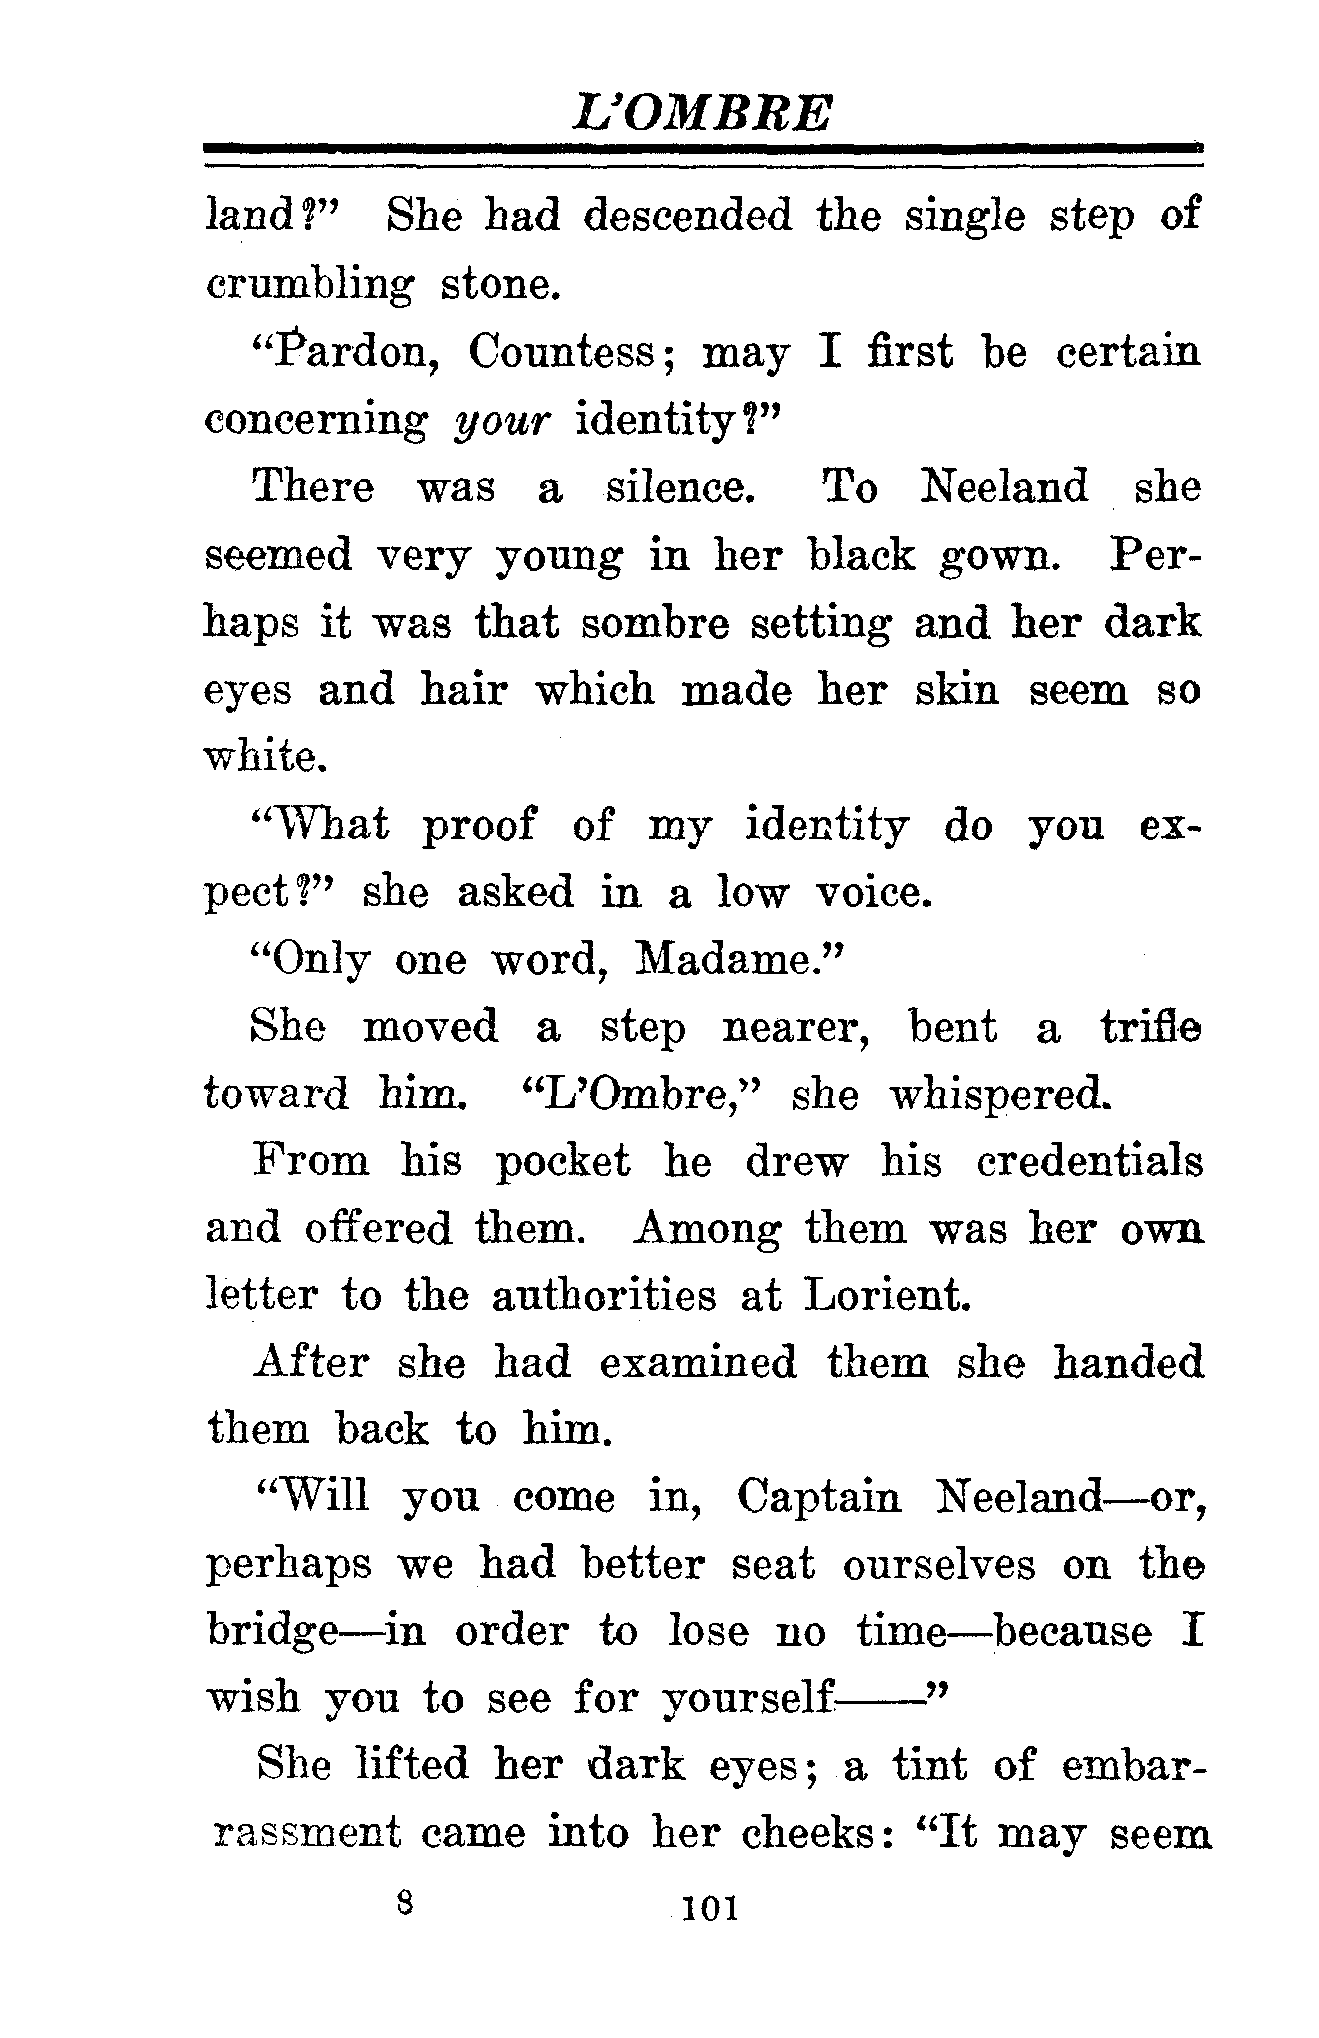 L'OMBRE
land?” She had descended the single step of
crumbling stone.
“Pardon, Countess; may I first be certain
concerning your identity?”
There was a silence. To Neeland she
seemed very young in her black gown. Per-
haps it was that sombre setting and her dark
eyes and hair which made her skin seem so
white.
“What proof of my identity do you ex-
pect?” she asked in a low voice.
“Only one word, Madame.”
She moved a step nearer, bent a trifle
toward him. “L'Ombre,” she whispered.
From his pocket he drew his credentials
and offered them. Among them was her own
letter to the authorities at Lorient.
After she had examined them she handed
them back to him.
“Will you come in, Captain Neeland—or,
perhaps we had better seat ourselves on the
bridge—in order to lose no time—because I
wish you to see for yourself——”
She lifted her dark eyes; a tint of embar-
rassment came into her cheeks: “It may seem
8 101